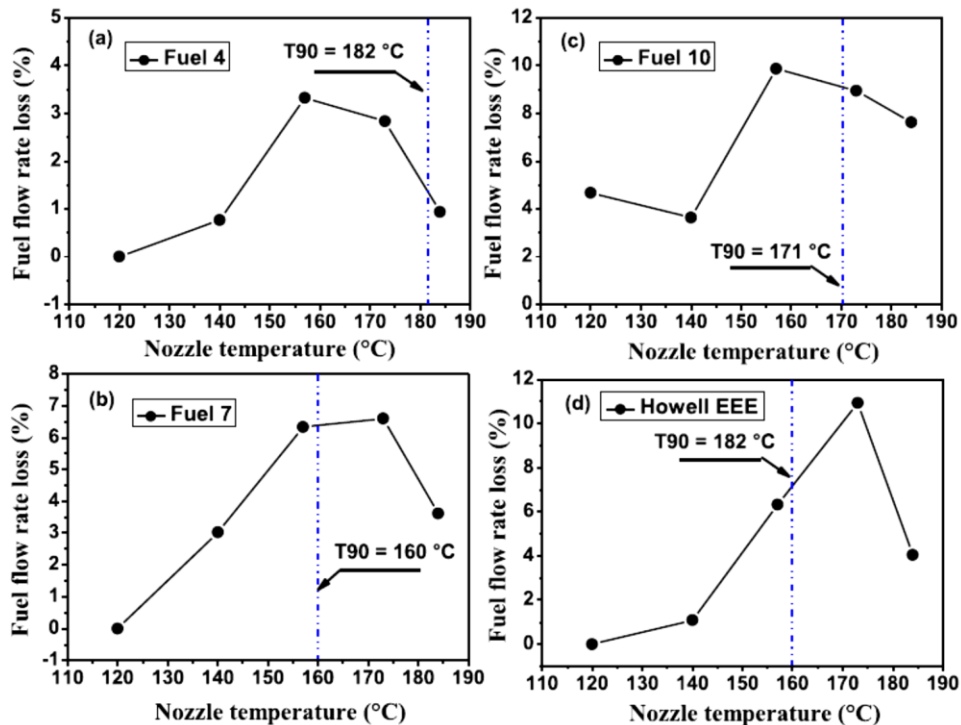 (a)
Fuel 4
T90 = 182 °C
Fuel flow rate loss (%)
5
4
3
2
1
0
-1
110 120 130 140 150 160 170 180 190
Nozzle temperature (°C)
(c)
Fuel 10
T90 = 171 °C
Fuel flow rate loss (%)
12
10
8
6
4
2
0
110 120 130 140 150 160 170 180 190
Nozzle temperature (°C)
(b)
Fuel 7
T90 = 160 °C
Fuel flow rate loss (%)
8
7
6
5
4
3
2
1
0
-1
110 120 130 140 150 160 170 180 190
Nozzle temperature (°C)
(d)
Howell EEE
T90 = 182 °C
Fuel flow rate loss (%)
12
10
8
6
4
2
0
110 120 130 140 150 160 170 180 190
Nozzle temperature (°C)